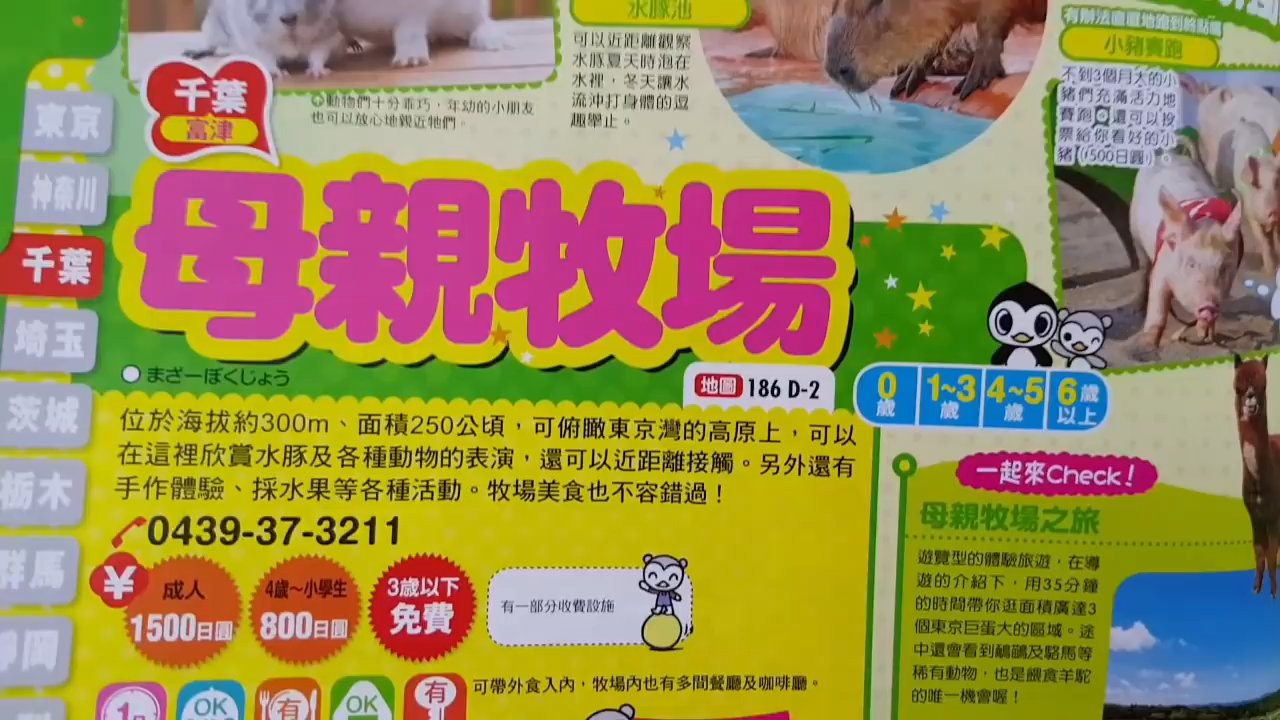 水豚池
可以近距離觀察
水豚夏天時泡在
水裡，冬天讓水
流沖打身體的逗
趣舉止。
動物們十分乖巧，年幼的小朋友
也可以放心地親近牠們。
有辦法直直地跑到終點嗎
小豬賽跑
不到3個月大的小
豬們充滿活力地
賽跑。還可以投
票給你看好的小
豬（500日圓）。
千葉
富津
母親牧場
まざーぼくじょう
地圖 186 D-2
0歲
1~3歲
4~5歲
6歲以上
東京
神奈川
千葉
埼玉
茨城
栃木
群馬
靜岡
位於海拔約300m、面積250公頃，可俯瞰東京灣的高原上，可以
在這裡欣賞水豚及各種動物的表演，還可以近距離接觸。另外還有
手作體驗、採水果等各種活動。牧場美食也不容錯過！
0439-37-3211
¥
成人
1500日圓
4歲～小學生
800日圓
3歲以下
免費
有一部分收費設施
OK
有
OK
有
可帶外食入內，牧場內也有多間餐廳及咖啡廳。
一起來Check！
母親牧場之旅
遊覽型的體驗旅遊，在導
遊的介紹下，用35分鐘
的時間帶你逛面積廣達3
個東京巨蛋大的區域。途
中還會看到鴯鶓及駱馬等
稀有動物，也是餵食羊駝
的唯一機會喔！